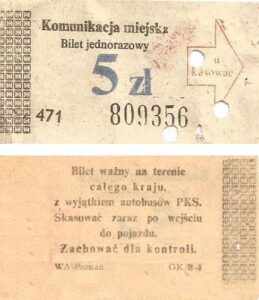 Komunikacja miejska
Bilet jednorazowy
5 zł
u
kasować
471
809356
Bilet ważny na terenie
całego kraju,
z wyjątkiem autobusów PKS.
Skasować zaraz po wejściu
do pojazdu.
Zachować dla kontroli.
WA-Poznań GK/B-4